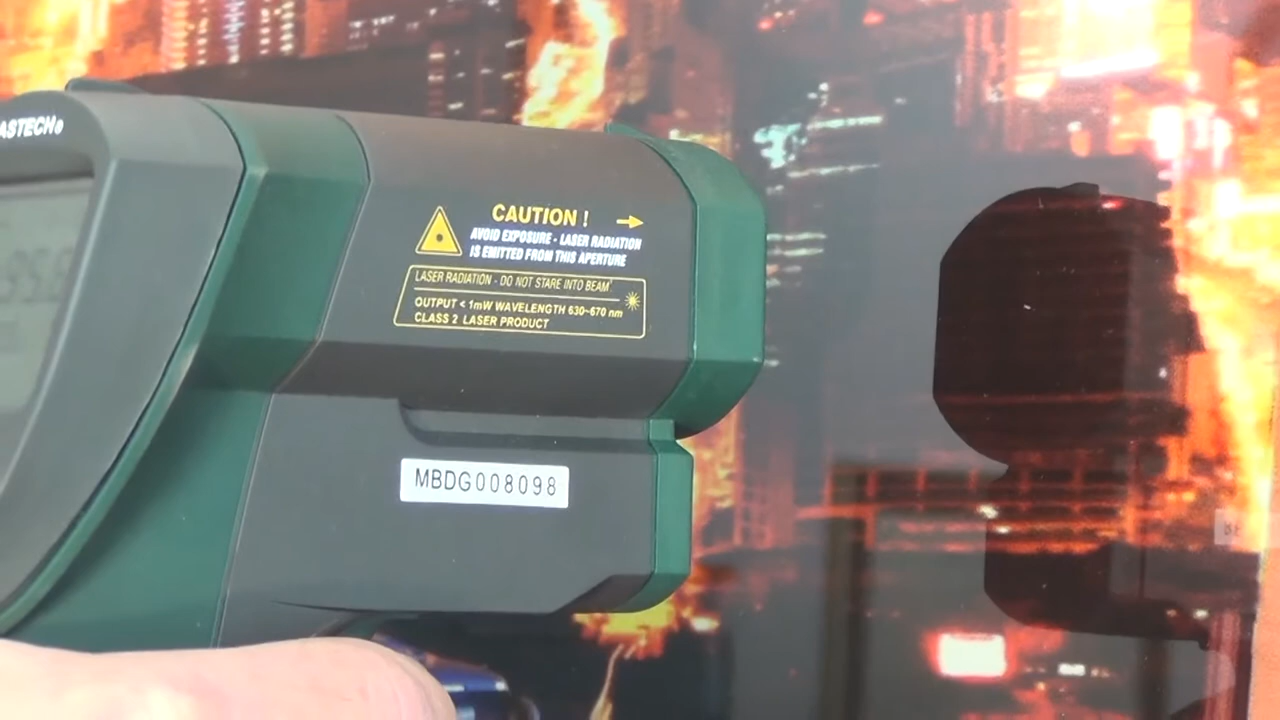 ASTECH®
CAUTION !
AVOID EXPOSURE - LASER RADIATION
IS EMITTED FROM THIS APERTURE
LASER RADIATION - DO NOT STARE INTO BEAM
OUTPUT < 1mW WAVELENGTH 630~670 nm
CLASS 2 LASER PRODUCT
MBDG008098